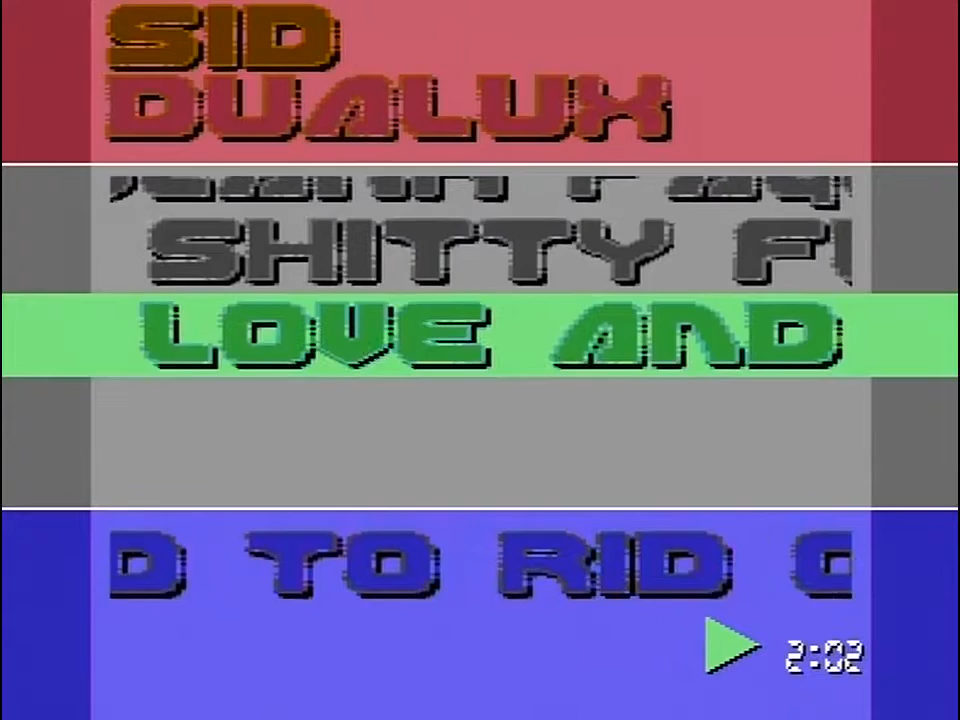 SID
DUALUX
SHITTY
LOVE AND
TO RID
2:02